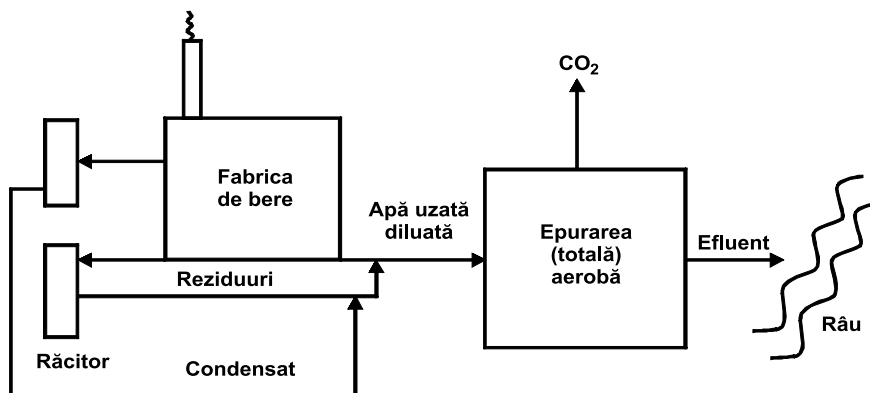 CO₂
Fabrica
de bere
Apă uzată
diluată
Epurarea
(totală)
aerobă
Efluent
Reziduuri
Râu
Răcitor
Condensat